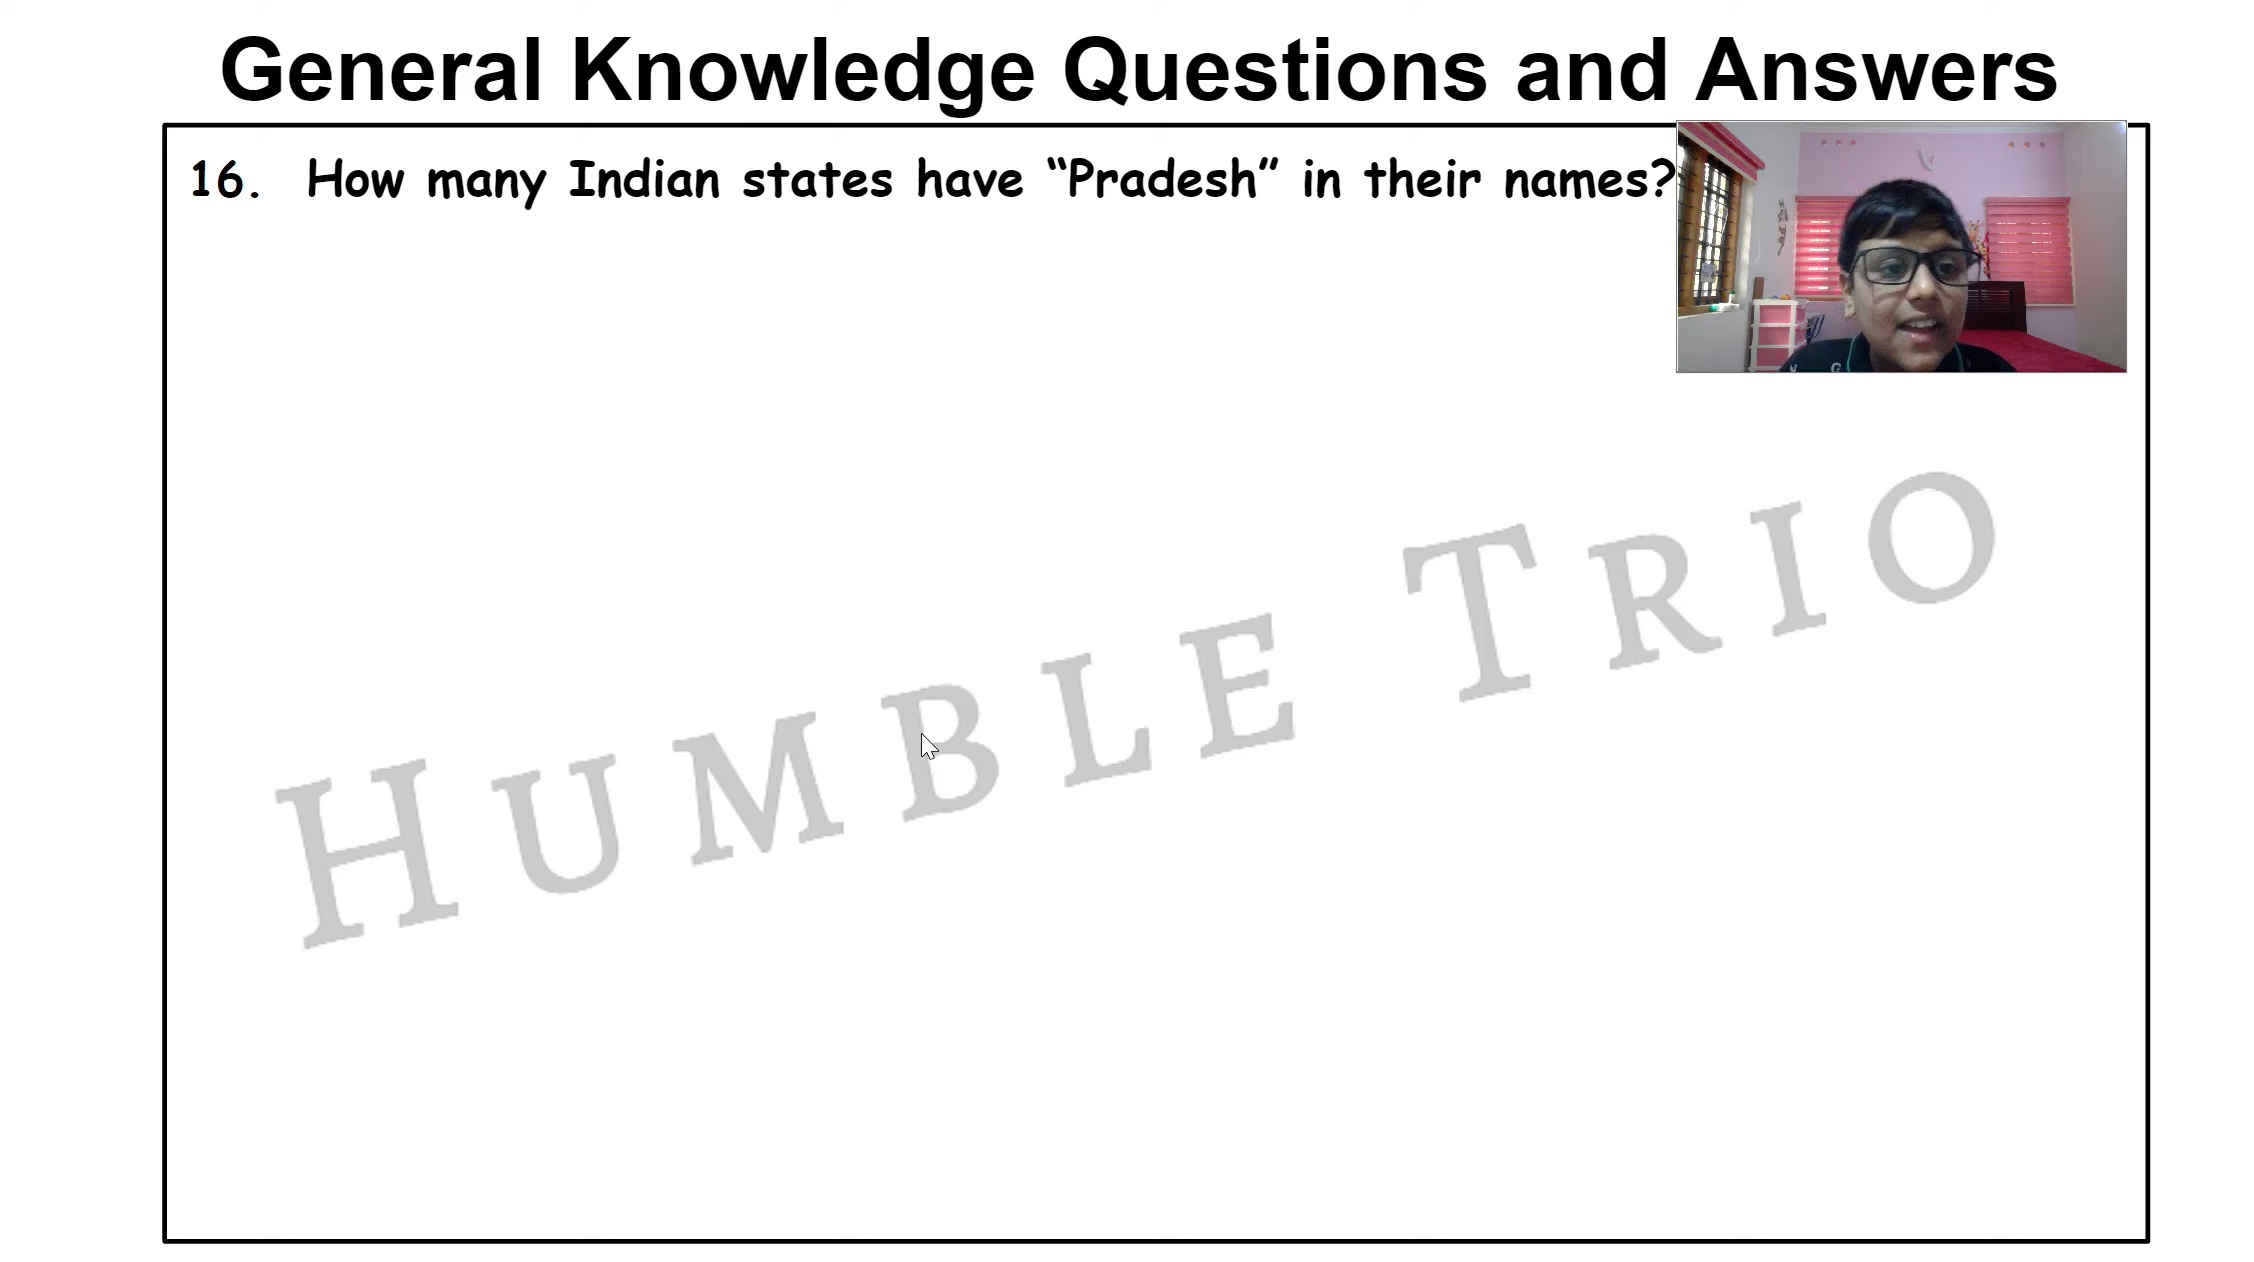 General Knowledge Questions and Answers
16. How many Indian states have “Pradesh” in their names?
HUMBLE TRIO